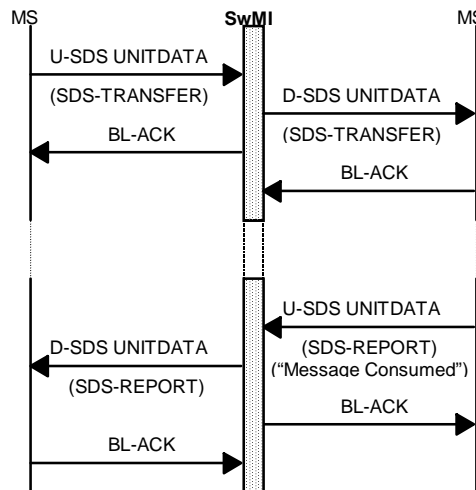 MS
SwMI
MS
U-SDS UNITDATA
(SDS-TRANSFER)
D-SDS UNITDATA
(SDS-TRANSFER)
BL-ACK
BL-ACK
U-SDS UNITDATA
(SDS-REPORT)
("Message Consumed")
D-SDS UNITDATA
(SDS-REPORT)
BL-ACK
BL-ACK